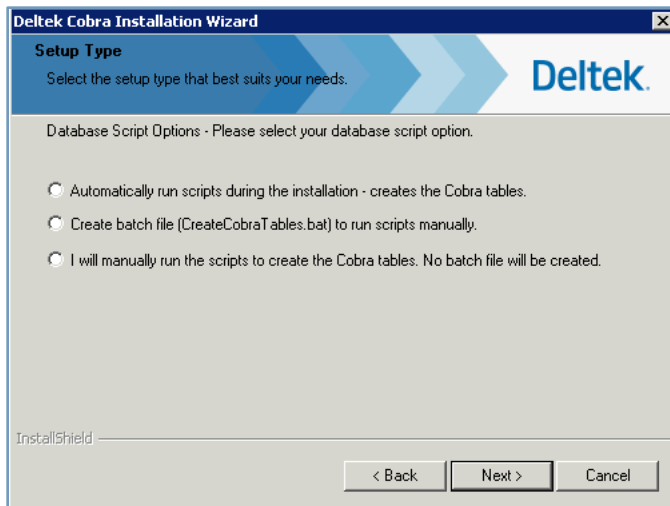 Deltek Cobra Installation Wizard
Setup Type
Select the setup type that best suits your needs.
Deltek.
Database Script Options - Please select your database script option.
Automatically run scripts during the installation - creates the Cobra tables.
Create batch file (CreateCobraTables.bat) to run scripts manually.
I will manually run the scripts to create the Cobra tables. No batch file will be created.
InstallShield
< Back
Next >
Cancel